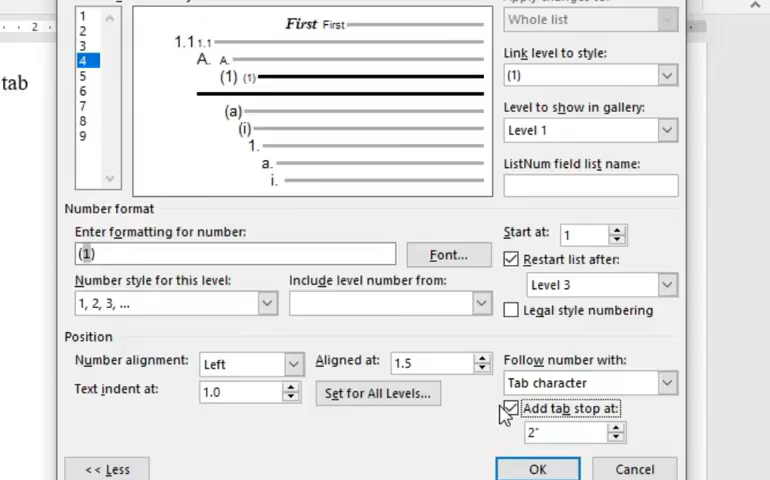 Apply changes to:
Whole list
2
tab
1
2
3
4
5
6
7
8
9
First First
1.1 1.1
A. A.
(1) (1)
(a)
(i)
1.
a.
i.
Link level to style:
(1)
Level to show in gallery:
Level 1
ListNum field list name:
Number format
Enter formatting for number:
(1)
Font...
Number style for this level:
1, 2, 3, ...
Include level number from:
Start at:
1
Restart list after:
Level 3
Legal style numbering
Position
Number alignment:
Left
Aligned at:
1.5
Text indent at:
1.0
Set for All Levels...
Follow number with:
Tab character
Add tab stop at:
2"
<< Less
OK
Cancel